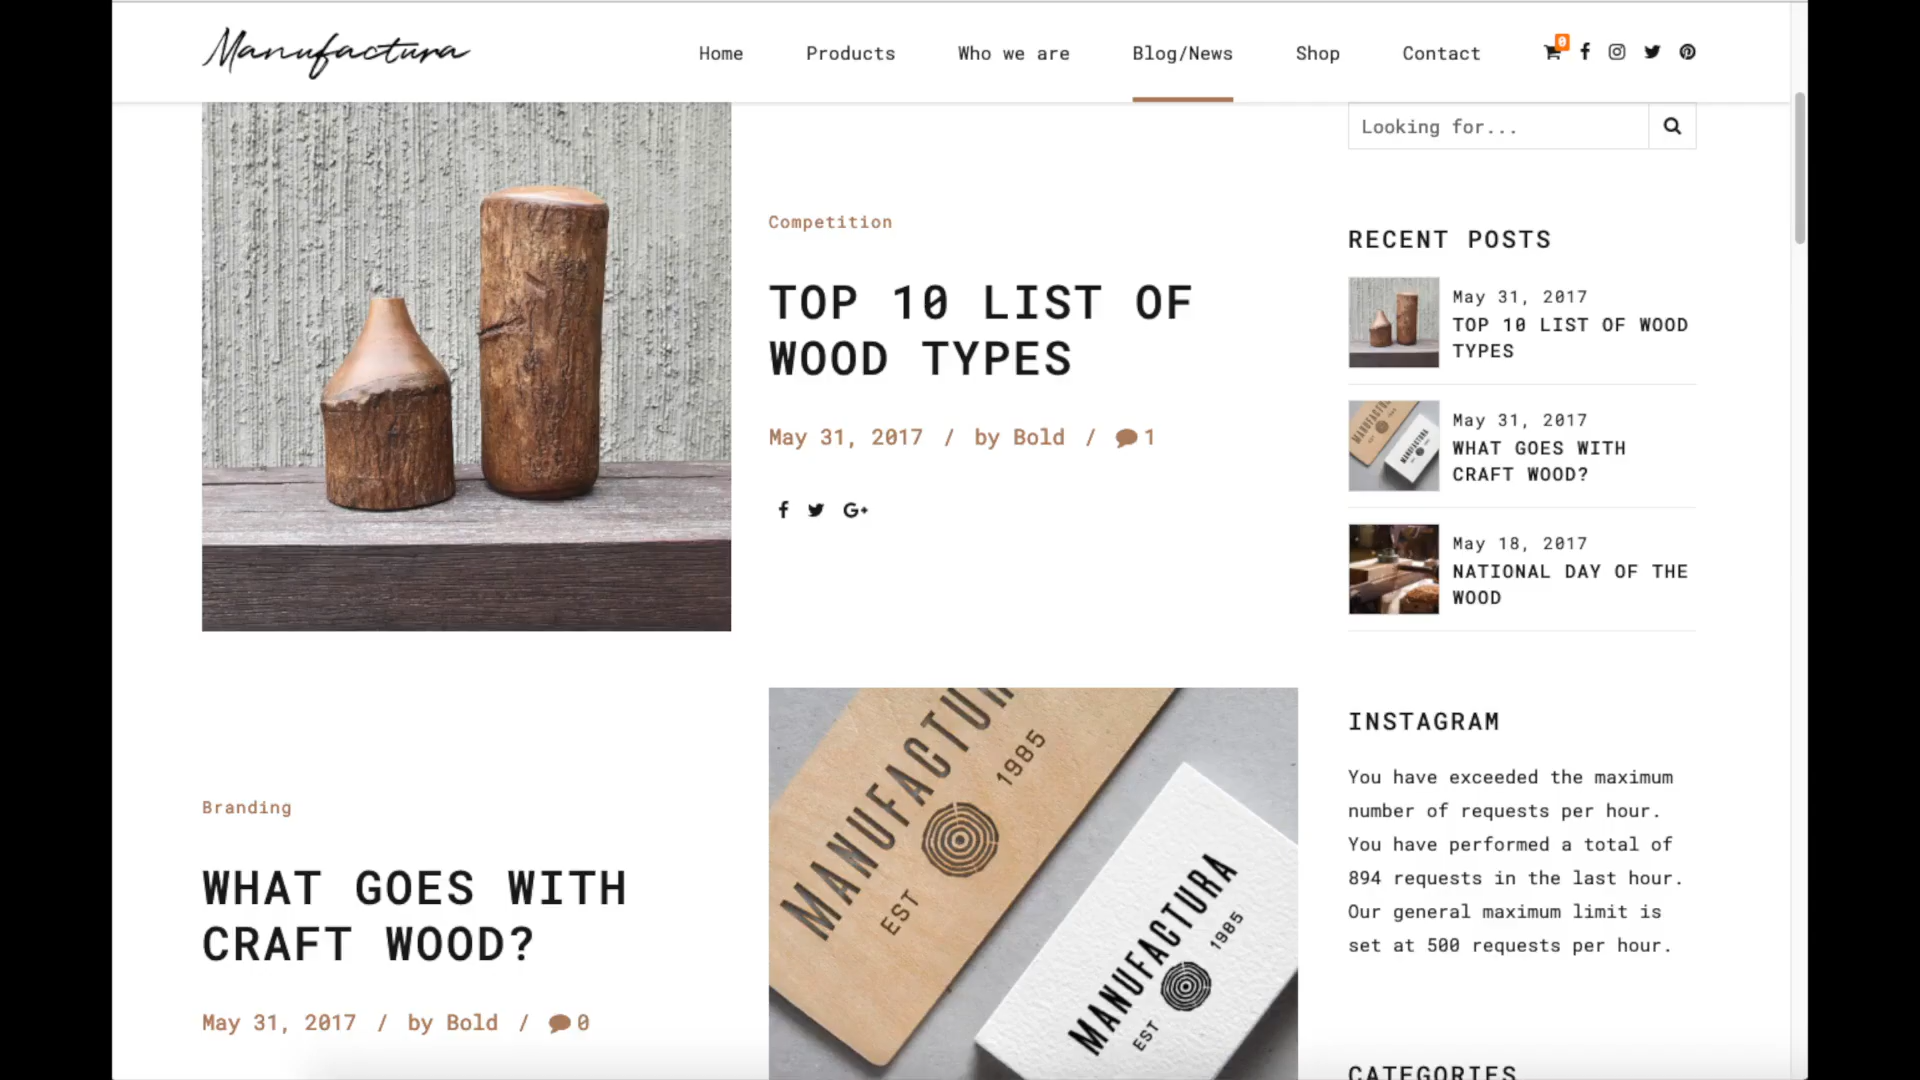 Manufactura
Home
Products
Who we are
Blog/News
Shop
Contact
0
Looking for...
Competition
TOP 10 LIST OF
WOOD TYPES
May 31, 2017 / by Bold / 1
G+
RECENT POSTS
May 31, 2017
TOP 10 LIST OF WOOD
TYPES
May 31, 2017
WHAT GOES WITH
CRAFT WOOD?
May 18, 2017
NATIONAL DAY OF THE
WOOD
INSTAGRAM
You have exceeded the maximum
number of requests per hour.
You have performed a total of
894 requests in the last hour.
Our general maximum limit is
set at 500 requests per hour.
CATEGORIES
Branding
WHAT GOES WITH
CRAFT WOOD?
May 31, 2017 / by Bold / 0
MANUFACTUR
EST 1985
MANUFACTURA
EST 1985